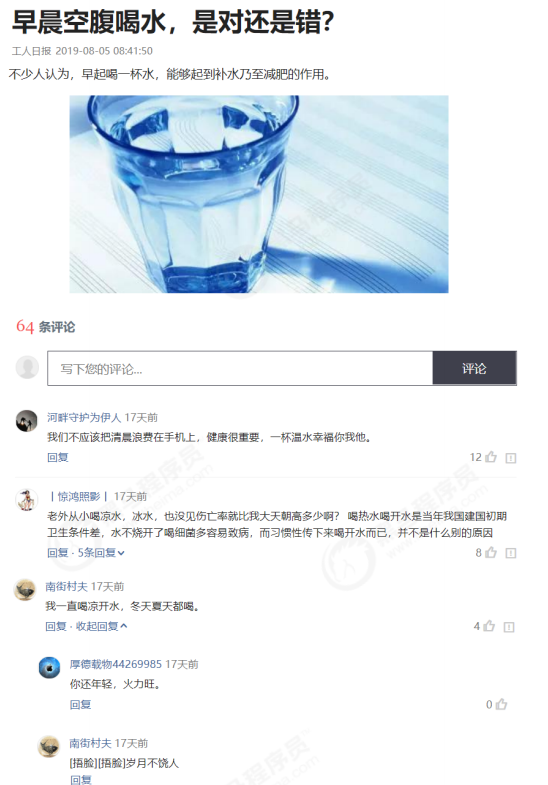 早晨空腹喝水，是对还是错？
工人日报 2019-08-05 08:41:50
不少人认为，早起喝一杯水，能够起到补水乃至减肥的作用。
64 条评论
写下您的评论... 评论
河畔守护为伊人 17天前
我们不应该把清晨浪费在手机上，健康很重要，一杯温水幸福你我他。
回复 12
丨惊鸿照影丨 17天前
老外从小喝凉水，冰水，也没见伤亡率就比我大天朝高多少啊？ 喝热水喝开水是当年我国建国初期
卫生条件差，水不烧开了喝细菌多容易致病，而习惯性传下来喝开水而已，并不是什么别的原因
回复 · 5条回复 8
南街村夫 17天前
我一直喝凉开水，冬天夏天都喝。
回复 · 收起回复 4
厚德载物44269985 17天前
你还年轻，火力旺。
回复 0
南街村夫 17天前
[捂脸][捂脸]岁月不饶人
回复